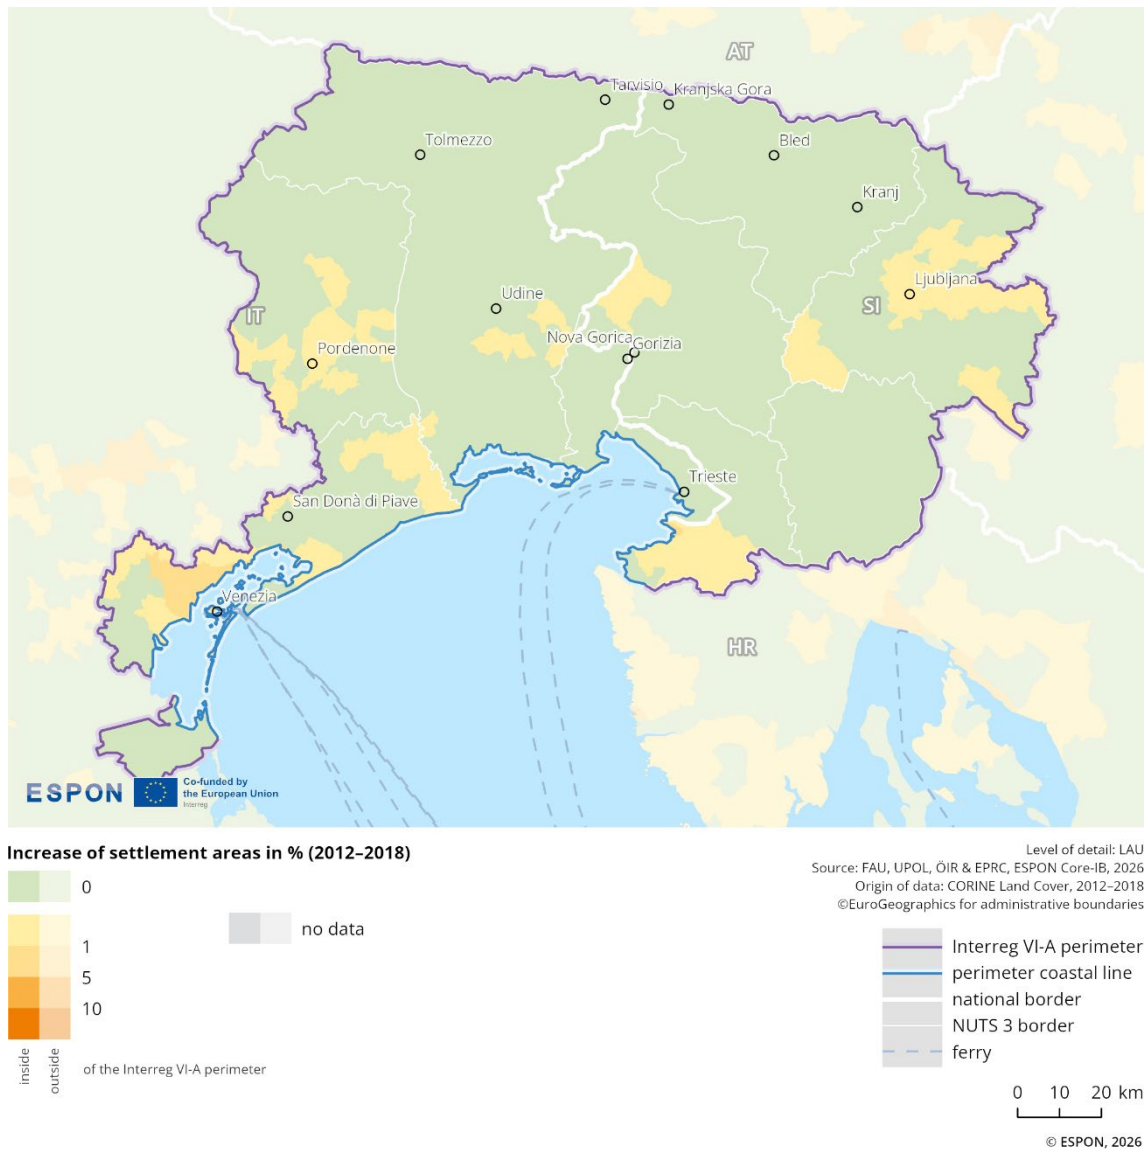 AT
Tarvisio
Kranjska Gora
Tolmezzo
Bled
Kranj
Ljubljana
SI
Udine
IT
Nova Gorica
Gorizia
Pordenone
Trieste
San Donà di Piave
Venezia
HR
ESPON
Co-funded by
the European Union
Interreg
Increase of settlement areas in % (2012–2018)
0
1
5
10
no data
inside
outside
of the Interreg VI-A perimeter
Level of detail: LAU
Source: FAU, UPOL, ÖIR & EPRC, ESPON Core-IB, 2026
Origin of data: CORINE Land Cover, 2012–2018
©EuroGeographics for administrative boundaries
Interreg VI-A perimeter
perimeter coastal line
national border
NUTS 3 border
ferry
0 10 20 km
© ESPON, 2026